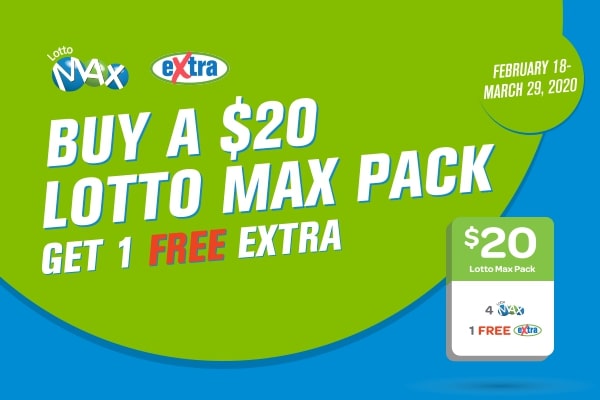 Lotto
MAX
extra
FEBRUARY 18-
MARCH 29, 2020
BUY A $20
LOTTO MAX PACK
GET 1 FREE EXTRA
$20
Lotto Max Pack
4 Lotto MAX
1 FREE extra